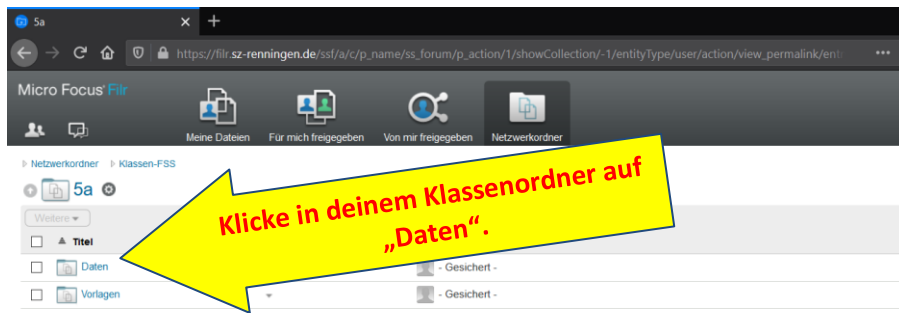 5a
https://filr.sz-renningen.de/ssf/a/c/p_name/ss_forum/p_action/1/showCollection/-1/entityType/user/action/view_permalink/ent
Micro Focus Filr
Meine Dateien Für mich freigegeben Von mir freigegeben Netzwerkordner
Netzwerkordner Klassen-FSS
5a
Weitere
Titel
Klicke in deinem Klassenordner auf
„Daten“.
Daten - Gesichert -
Vorlagen - Gesichert -